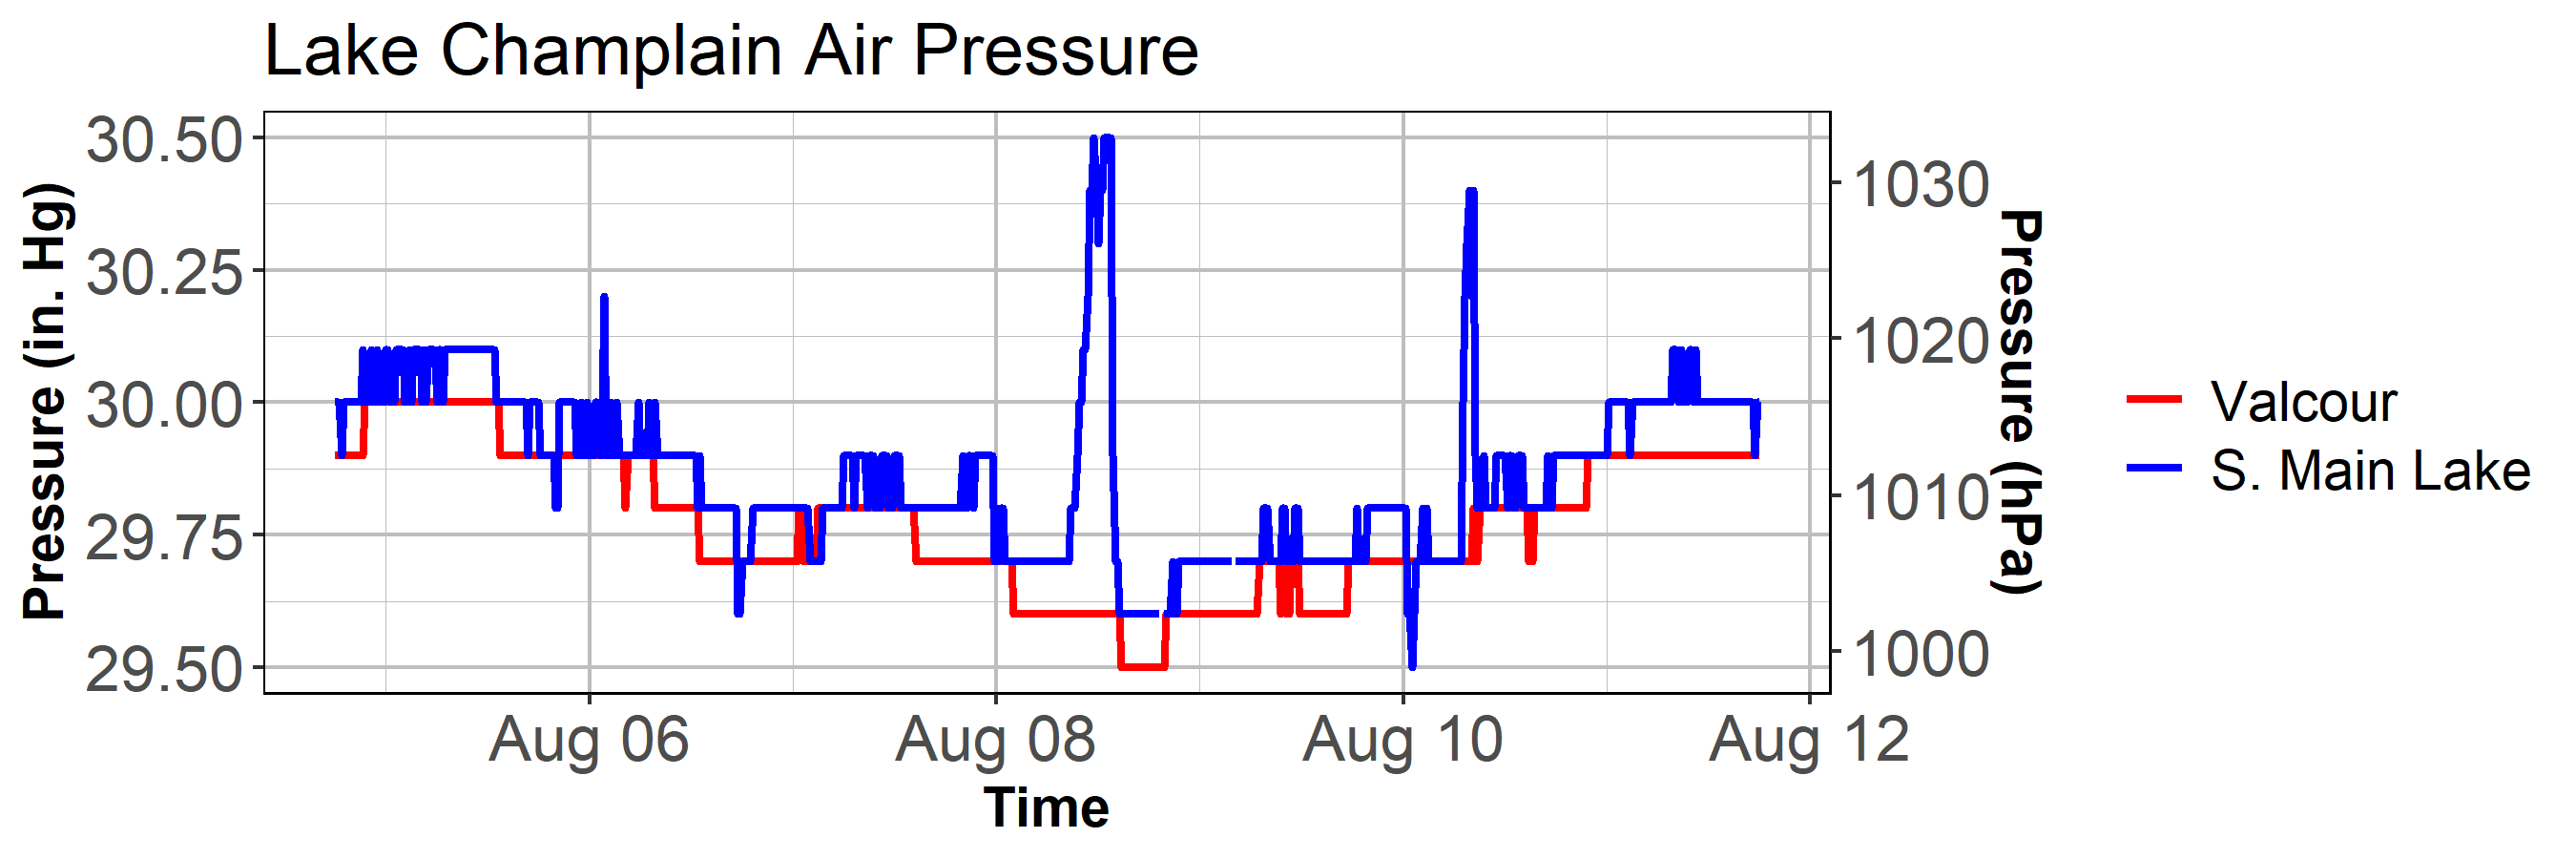 Lake Champlain Air Pressure
Pressure (in. Hg)
30.50
30.25
30.00
29.75
29.50
1030
1020
1010
1000
Pressure (hPa)
Aug 06
Aug 08
Aug 10
Aug 12
Time
Valcour
S. Main Lake